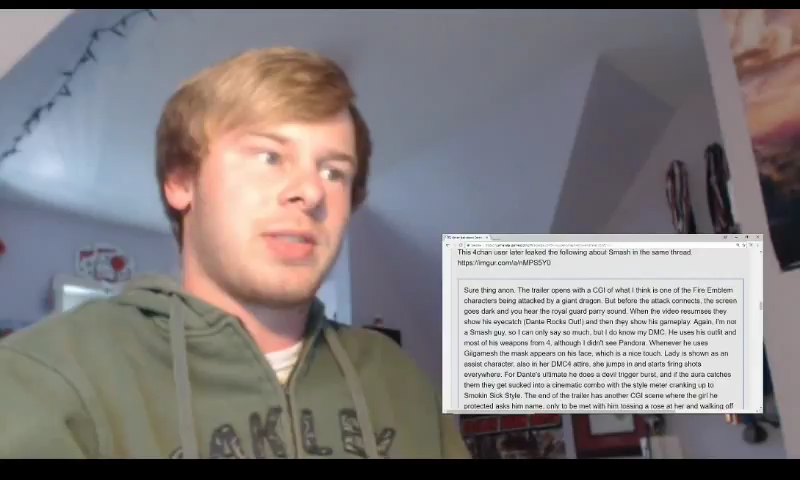 This 4chan user later leaked the following about Smash in the same thread.
https://imgur.com/a/nMPS5Y0
Sure thing anon. The trailer opens with a CGI of what I think is one of the Fire Emblem
characters being attacked by a giant dragon. But before the attack connects, the screen
goes dark and you hear the royal guard parry sound. When the video resumses they
show his eyecatch (Dante Rocks Out!) and then they show his gameplay. Again, I'm not
a Smash guy, so I can only say so much, but I do know my DMC. He uses his outfit and
most of his weapons from 4, although I didn't see Pandora. Whenever he uses
Gilgamesh the mask appears on his face, which is a nice touch. Lady is shown as an
assist character, also in her DMC4 attire, she jumps in and starts firing shots
everywhere. For Dante's ultimate he does a devil trigger burst, and if the aura catches
them they get sucked into a cinematic combo with the style meter cranking up to
Smokin Sick Style. The end of the trailer has another CGI scene where the girl he
protected asks him name, only to be met with him tossing a rose at her and walking off
OAKLEY